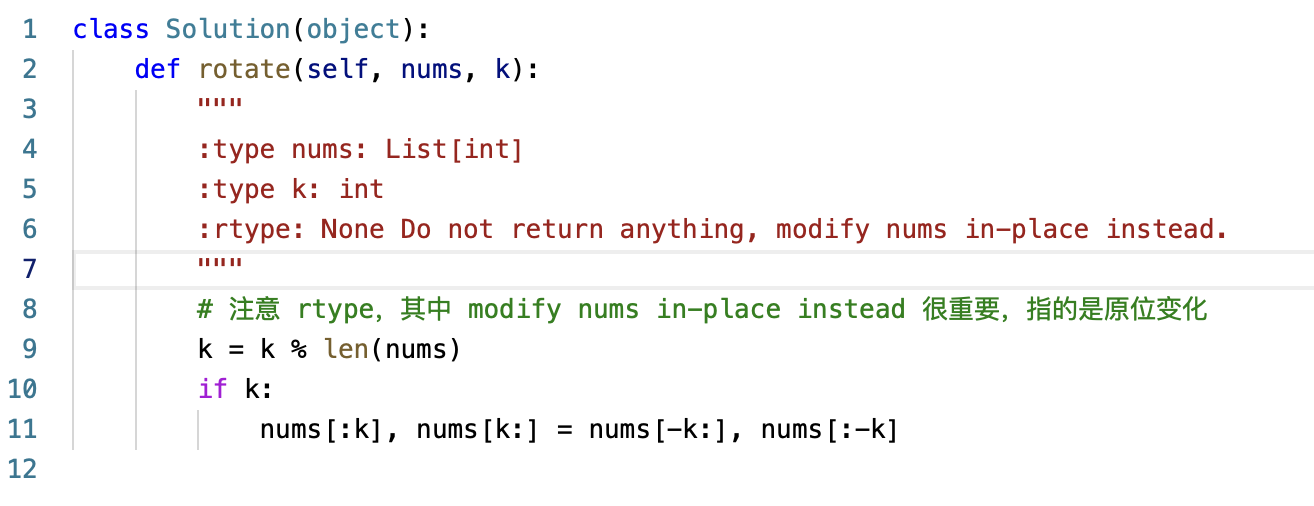 1 class Solution(object):
2     def rotate(self, nums, k):
3         """
4         :type nums: List[int]
5         :type k: int
6         :rtype: None Do not return anything, modify nums in-place instead.
7         """
8         # 注意 rtype，其中 modify nums in-place instead 很重要，指的是原位变化
9         k = k % len(nums)
10         if k:
11             nums[:k], nums[k:] = nums[-k:], nums[:-k]
12